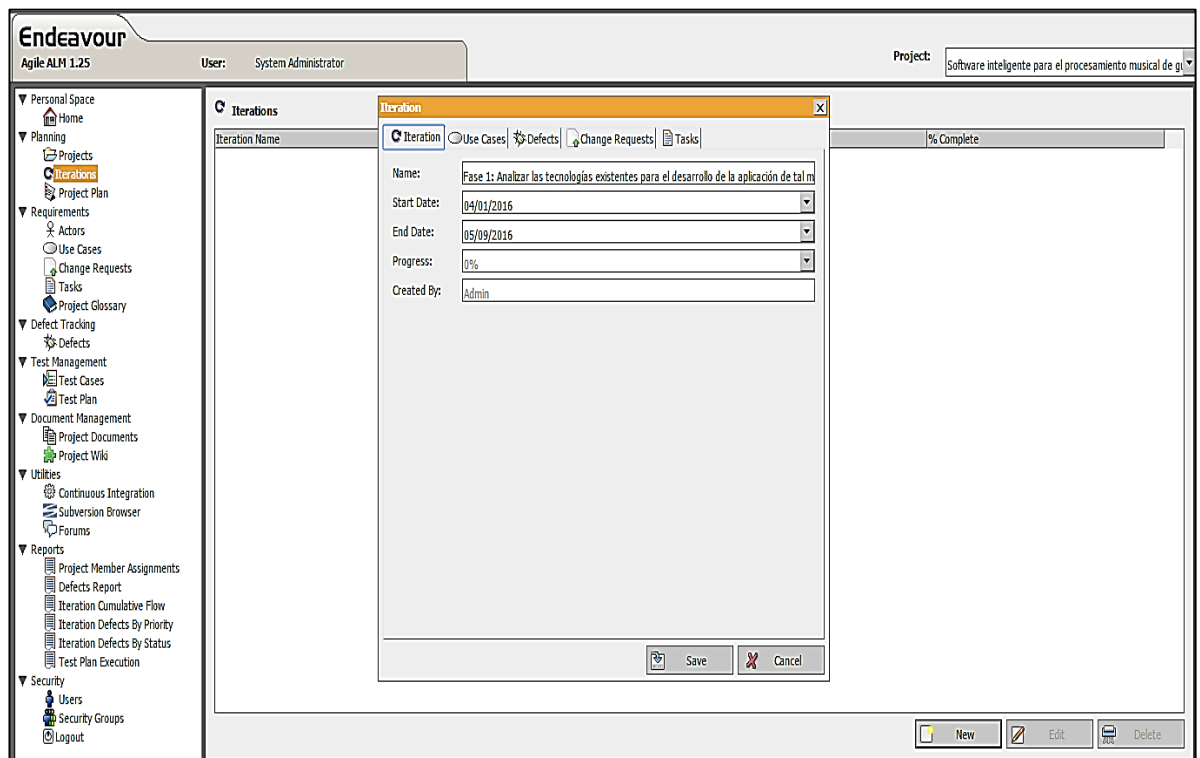 Endeavour
Agile ALM 1.25
User: System Administrator
Project: Software inteligente para el procesamiento musical de
Personal Space
Home
Planning
Projects
Iterations
Project Plan
Requirements
Actors
Use Cases
Change Requests
Tasks
Project Glossary
Defect Tracking
Defects
Test Management
Test Cases
Test Plan
Document Management
Project Documents
Project Wiki
Utilities
Continuous Integration
Subversion Browser
Forums
Reports
Project Member Assignments
Defects Report
Iteration Cumulative Flow
Iteration Defects By Priority
Iteration Defects By Status
Test Plan Execution
Security
Users
Security Groups
Logout
Iterations
Iteration Name
% Complete
Iteration
X
Iteration Use Cases Defects Change Requests Tasks
Name: Fase 1: Analizar las tecnologías existentes para el desarrollo de la aplicación de tal m
Start Date: 04/01/2016
End Date: 05/09/2016
Progress: 0%
Created By: Admin
Save Cancel
New Edit Delete